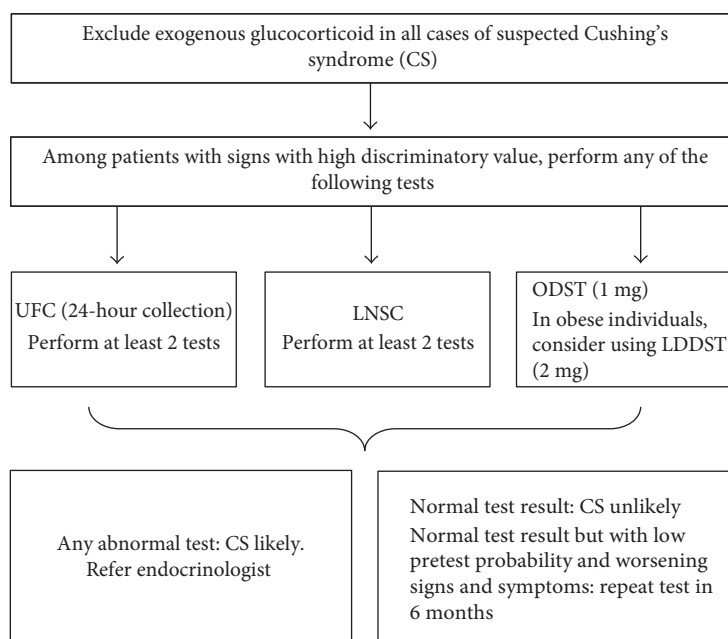 Exclude exogenous glucocorticoid in all cases of suspected Cushing's
syndrome (CS)
Among patients with signs with high discriminatory value, perform any of the
following tests
UFC (24-hour collection)
Perform at least 2 tests
LNSC
Perform at least 2 tests
ODST (1 mg)
In obese individuals,
consider using LDDST
(2 mg)
Any abnormal test: CS likely.
Refer endocrinologist
Normal test result: CS unlikely
Normal test result but with low
pretest probability and worsening
signs and symptoms: repeat test in
6 months